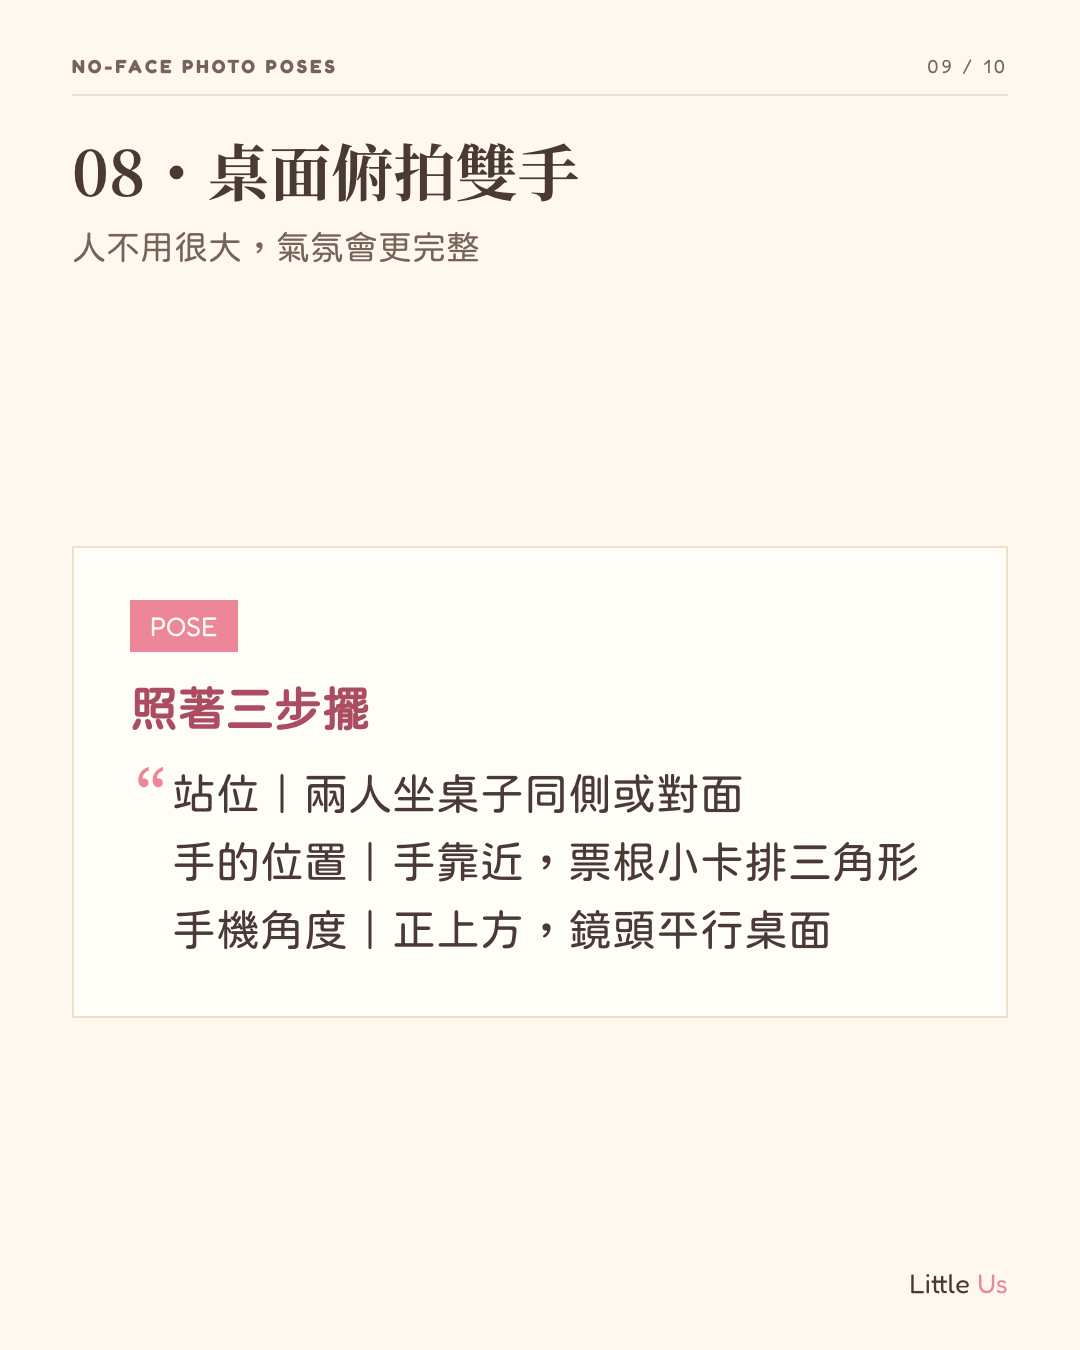 NO-FACE PHOTO POSES
09 / 10
08・桌面俯拍雙手
人不用很大，氣氛會更完整
POSE
照著三步擺
“站位｜兩人坐桌子同側或對面
手的位置｜手靠近，票根小卡排三角形
手機角度｜正上方，鏡頭平行桌面
Little Us